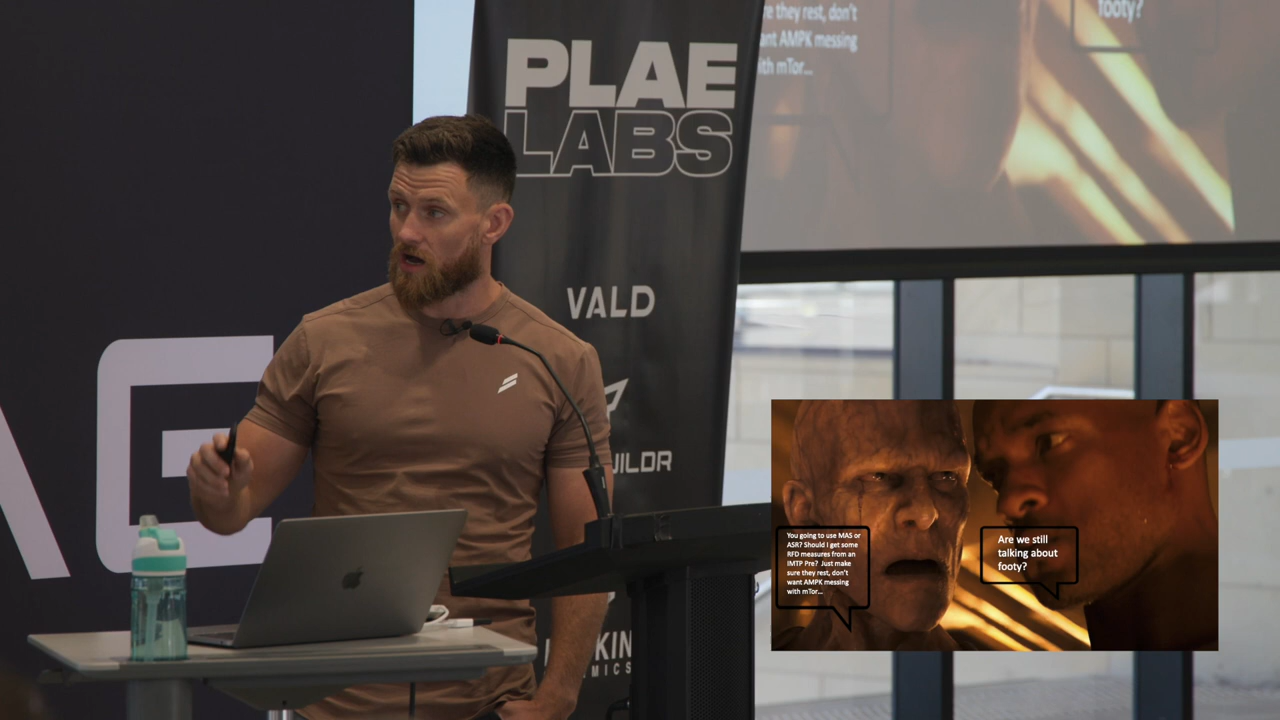 PLAE
LABS
VALD
UILDR
KIN
MICS
re they rest, don't
ant AMPK messing
ith mTor...
footy?
You going to use MAS or
ASR? Should I get some
RFD measures from an
IMTP Pre? Just make
sure they rest, don't
want AMPK messing
with mTor...
Are we still
talking about
footy?